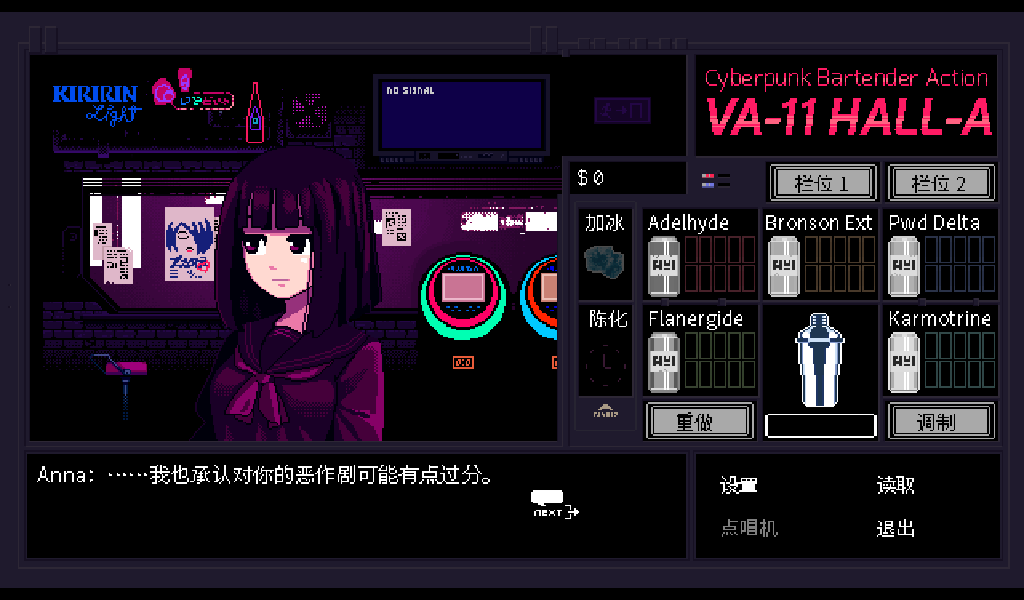 KIRIRIN
Light
NO SIGNAL
Cyberpunk Bartender Action
VA-11 HALL-A
$ 0
栏位 1
栏位 2
加冰
Adelhyde
Bronson Ext
Pwd Delta
陈化
Flanergide
Karmotrine
重做
调制
Anna: ……我也承认对你的恶作剧可能有点过分。
NEXT
读取
点唱机
退出